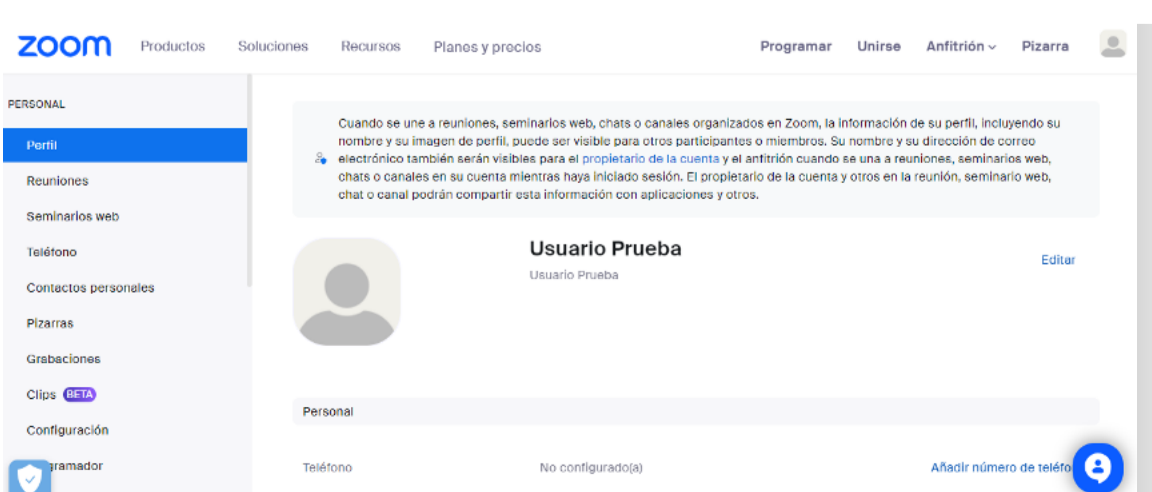 zoom Productos Soluciones Recursos Planes y precios Programar Unirse Anfitrión Pizarra
PERSONAL
Perfil
Reuniones
Seminarios web
Teléfono
Contactos personales
Pizarras
Grabaciones
Clips BETA
Configuración
gramador
Cuando se une a reuniones, seminarios web, chats o canales organizados en Zoom, la información de su perfil, incluyendo su
nombre y su imagen de perfil, puede ser visible para otros participantes o miembros. Su nombre y su dirección de correo
electrónico también serán visibles para el propietario de la cuenta y el anfitrión cuando se una a reuniones, seminarios web,
chats o canales en su cuenta mientras haya iniciado sesión. El propietario de la cuenta y otros en la reunión, seminario web,
chat o canal podrán compartir esta información con aplicaciones y otros.
Usuario Prueba
Usuario Prueba
Editar
Personal
Teléfono No configurado(a) Añadir número de teléfo